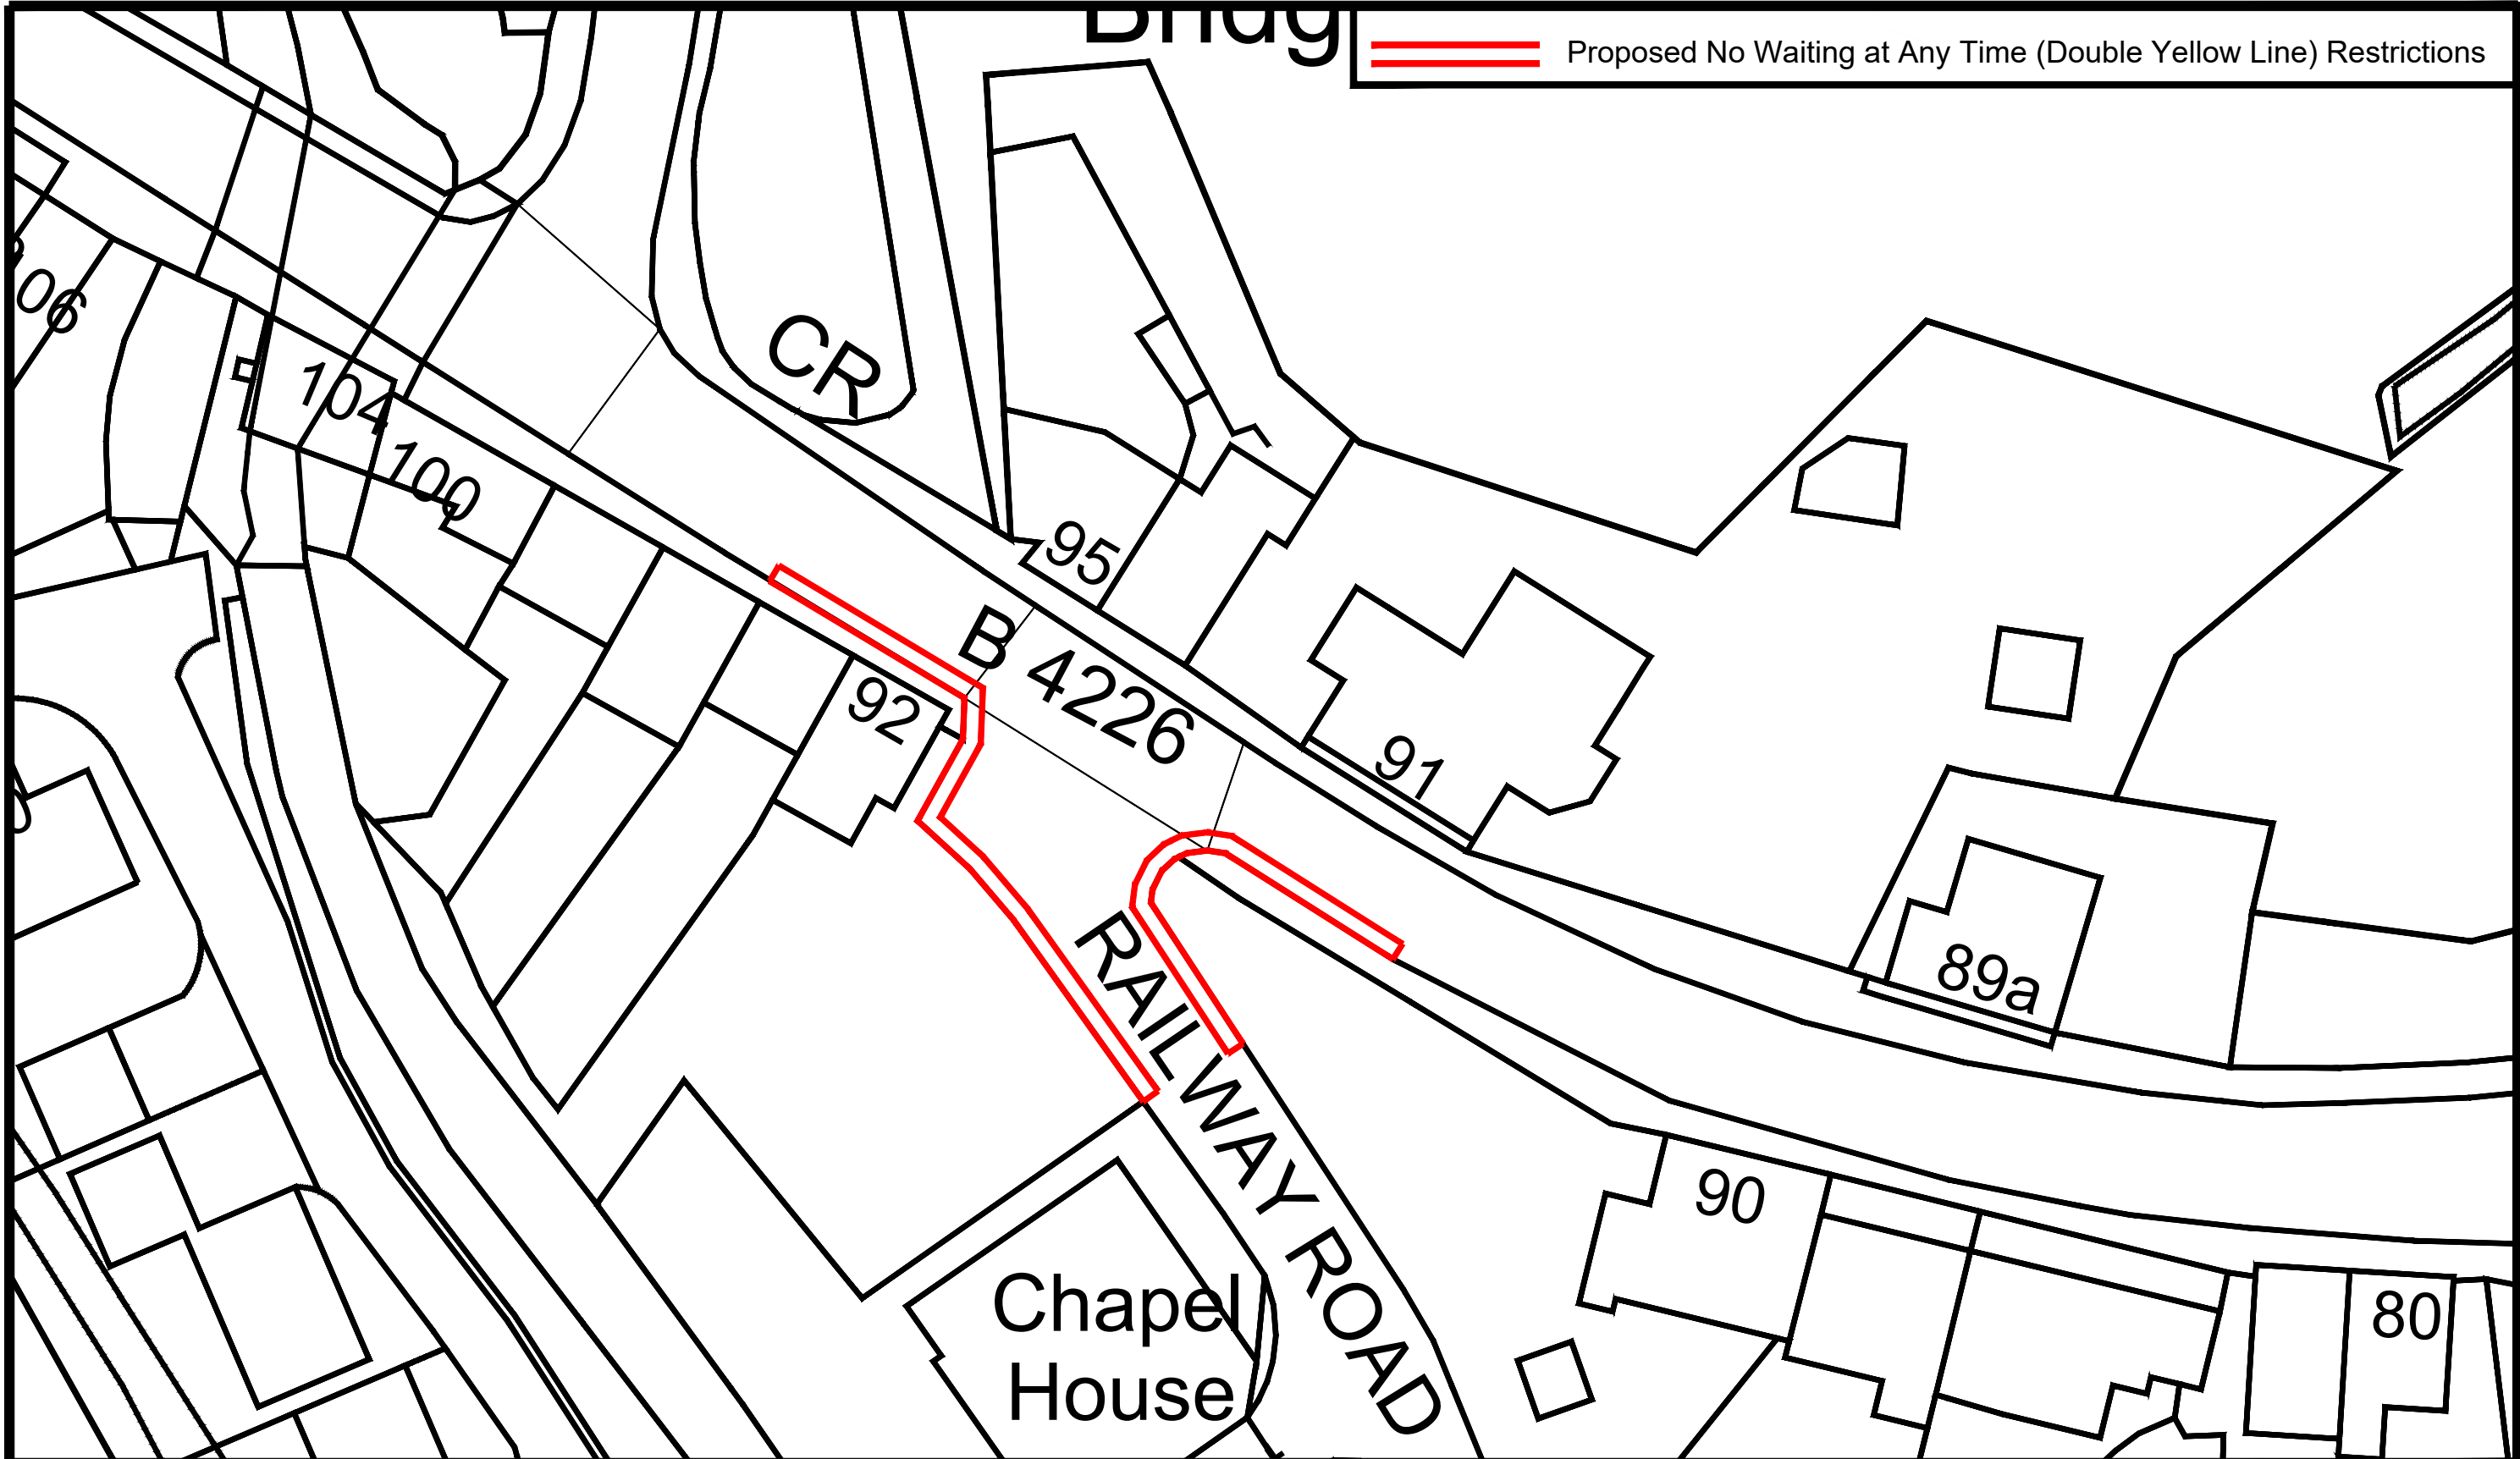 Proposed No Waiting at Any Time (Double Yellow Line) Restrictions
CR
104
100
95
B 4226
92
91
89a
RAILWAY ROAD
90
80
Chapel
House